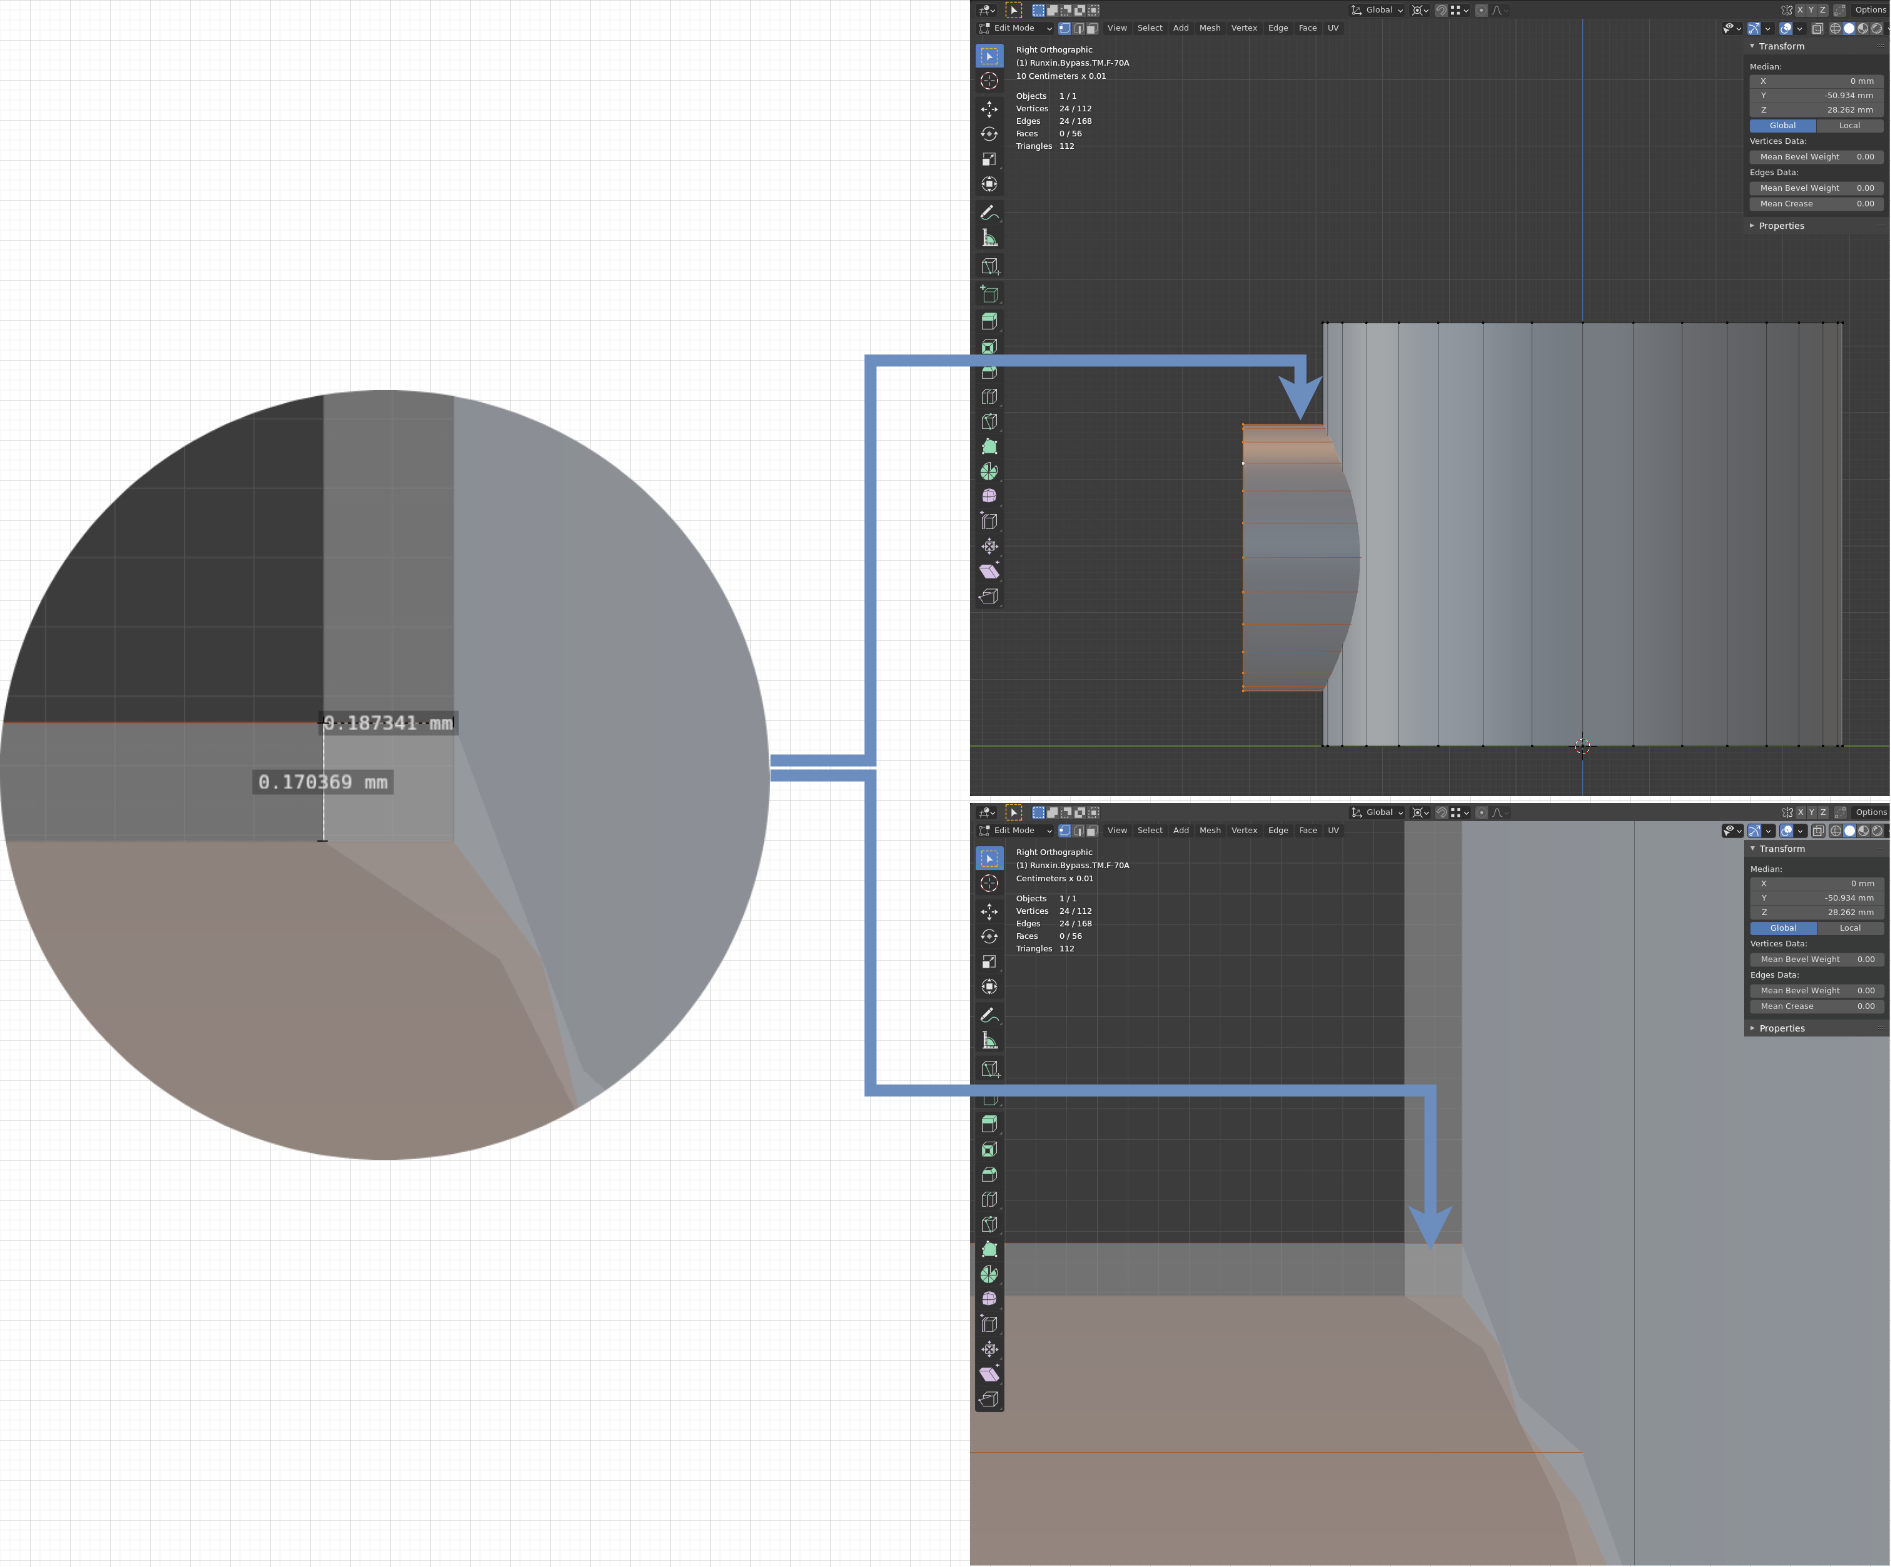 0.187341 mm
0.170369 mm
Global
X Y Z
Options
Edit Mode
View Select Add Mesh Vertex Edge Face UV
Right Orthographic
(1) Runxin.Bypass.TM.F-70A
10 Centimeters x 0.01
Objects 1 / 1
Vertices 24 / 112
Edges 24 / 168
Faces 0 / 56
Triangles 112
Transform
Median:
X 0 mm
Y -50.934 mm
Z 28.262 mm
Global Local
Vertices Data:
Mean Bevel Weight 0.00
Edges Data:
Mean Bevel Weight 0.00
Mean Crease 0.00
Properties
Global
X Y Z
Options
Edit Mode
View Select Add Mesh Vertex Edge Face UV
Right Orthographic
(1) Runxin.Bypass.TM.F-70A
Centimeters x 0.01
Objects 1 / 1
Vertices 24 / 112
Edges 24 / 168
Faces 0 / 56
Triangles 112
Transform
Median:
X 0 mm
Y -50.934 mm
Z 28.262 mm
Global Local
Vertices Data:
Mean Bevel Weight 0.00
Edges Data:
Mean Bevel Weight 0.00
Mean Crease 0.00
Properties